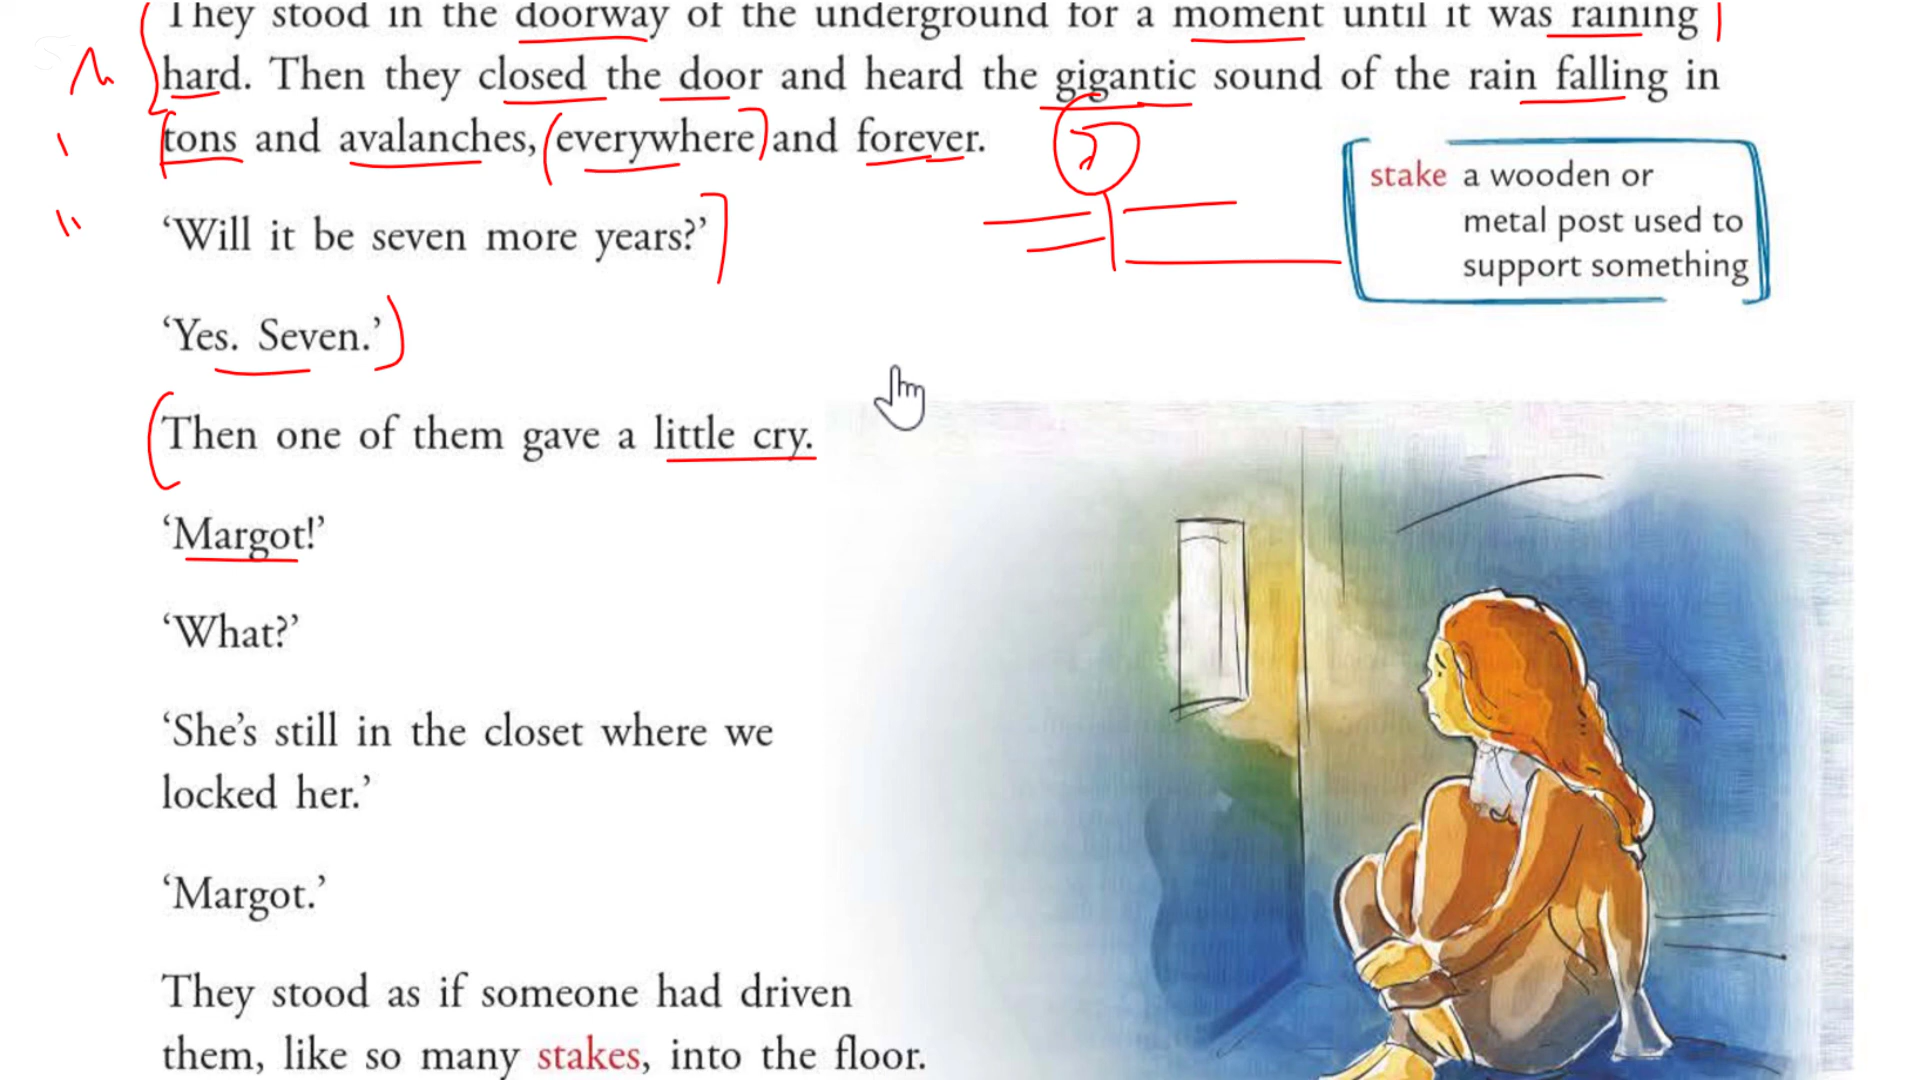 They stood in the doorway of the underground for a moment until it was raining
hard. Then they closed the door and heard the gigantic sound of the rain falling in
tons and avalanches, everywhere and forever.
stake a wooden or
metal post used to
support something
‘Will it be seven more years?’
‘Yes. Seven.’
Then one of them gave a little cry.
‘Margot!’
‘What?’
‘She’s still in the closet where we
locked her.’
‘Margot.’
They stood as if someone had driven
them, like so many stakes, into the floor.